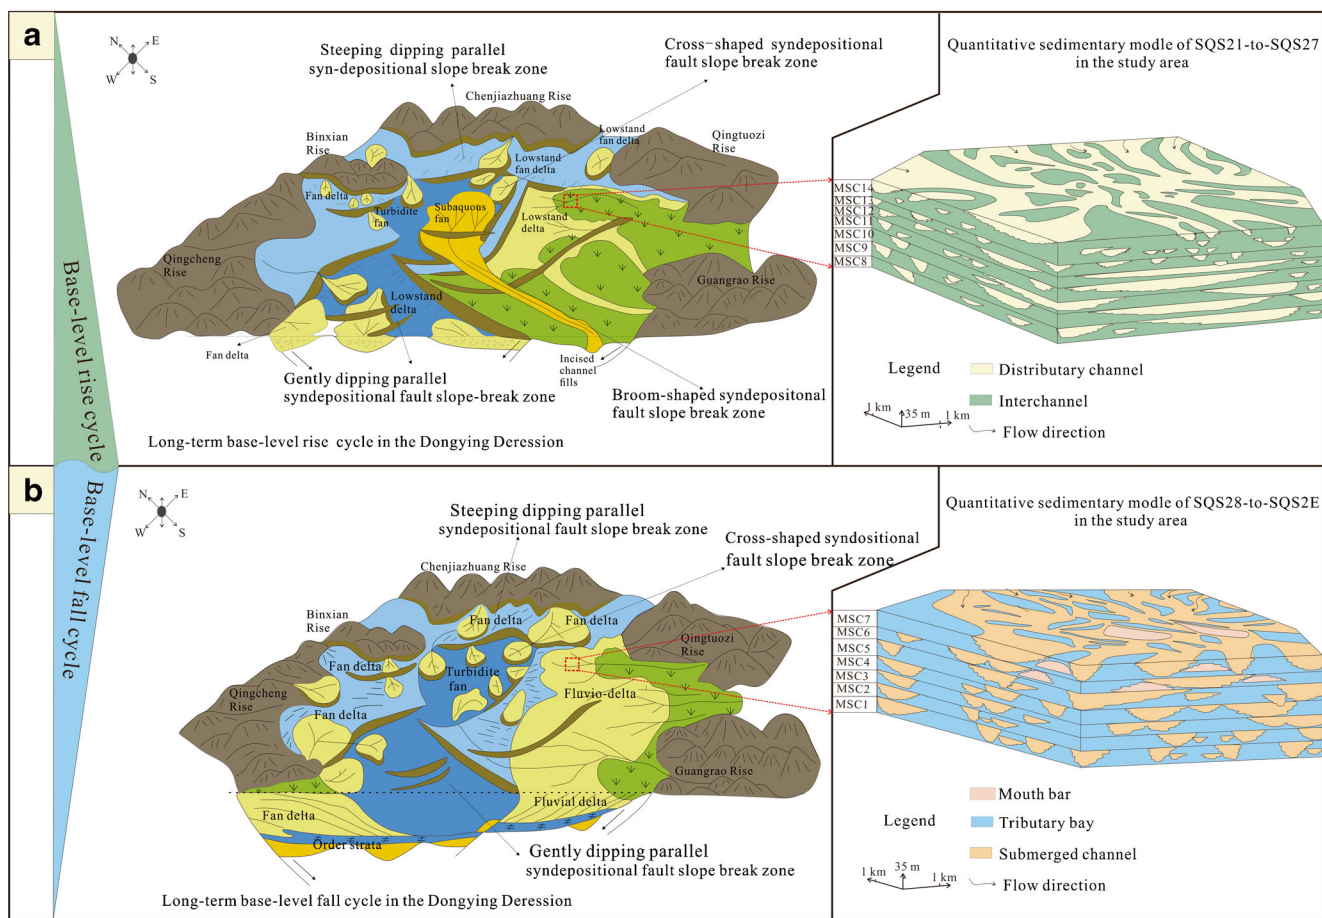 a
N
E
W
S
Steeping dipping parallel
syn-depositional slope break zone
Cross-shaped syndepositional
fault slope break zone
Quantitative sedimentary modle of SQS21-to-SQS27
in the study area
Chenjiazhuang Rise
Binxian
Rise
Lowstand
fan delta
Qingtuozi
Rise
Lowstand
fan delta
Fan delta
Turbidite
fan
Subaquous
fan
Lowstand
delta
Qingcheng
Rise
Guangrao Rise
Lowstand
delta
Fan delta
Incised
channel
fills
Gently dipping parallel
syndepositional fault slope-break zone
Broom-shaped syndepositonal
fault slope break zone
Long-term base-level rise cycle in the Dongying Deression
Base-level rise cycle
MSC14
MSC13
MSC12
MSC11
MSC10
MSC9
MSC8
Legend
Distributary channel
Interchannel
Flow direction
1 km
35 m
1 km
b
N
E
W
S
Steeping dipping parallel
syndepositional fault slope break zone
Cross-shaped syndositional
fault slope break zone
Quantitative sedimentary modle of SQS28-to-SQS2E
in the study area
Chenjiazhuang Rise
Binxian
Rise
Fan delta
Fan delta
Qingtuozi
Rise
Fan delta
Turbidite
fan
Qingcheng
Rise
Fan delta
Fluvio-delta
Guangrao Rise
Fan delta
Fluvial delta
Order strata
Gently dipping parallel
syndepositional fault slope break zone
Long-term base-level fall cycle in the Dongying Deression
Base-level fall cycle
MSC7
MSC6
MSC5
MSC4
MSC3
MSC2
MSC1
Legend
Mouth bar
Tributary bay
Submerged channel
Flow direction
1 km
35 m
1 km